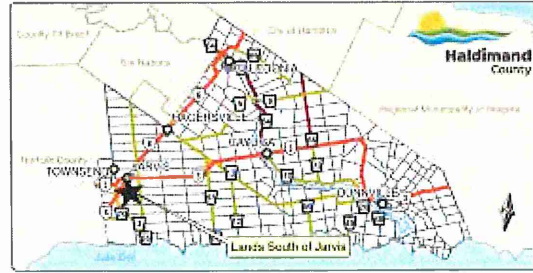 County Of Brant
City of Hamilton
Six Nations
Haldimand
County
CALEDONIA
HAGERSVILLE
Regional Municipality of Niagara
CAYUGA
Norfolk County
TOWNSEND
JARVIS
DUNNVILLE
Lands South of Jarvis
Lake Erie